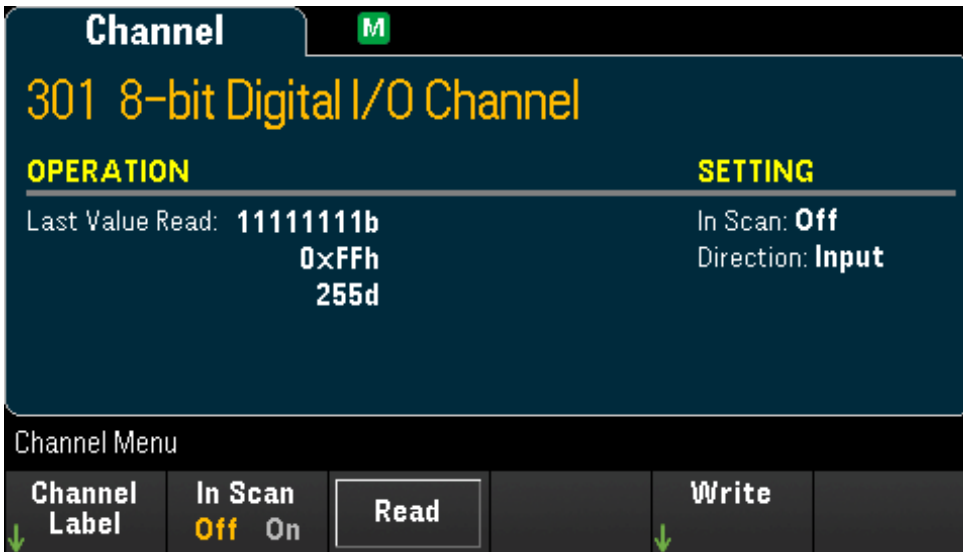 Channel M
301 8-bit Digital I/O Channel
OPERATION SETTING
Last Value Read: 11111111b In Scan: Off
0xFFh Direction: Input
255d
Channel Menu
Channel Label In Scan Off On Read Write